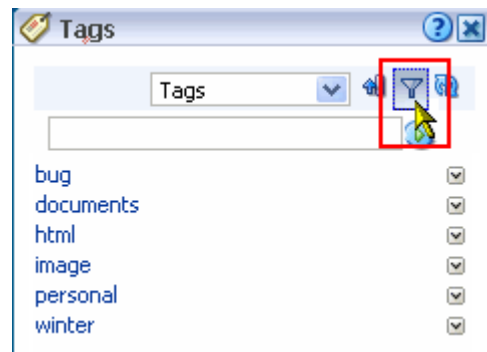 Tags
Tags
bug
documents
html
image
personal
winter